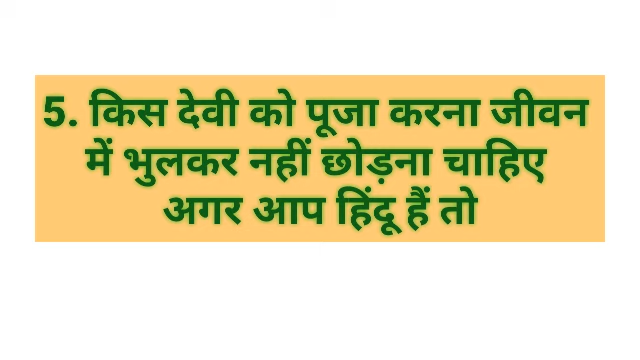 5. किस देवी को पूजा करना जीवन
में भुलकर नहीं छोड़ना चाहिए
अगर आप हिंदू हैं तो